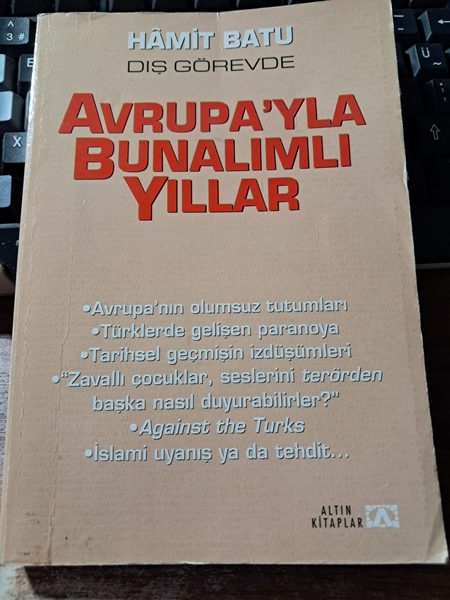 HÂMİT BATU
DIŞ GÖREVDE
AVRUPA'YLA
BUNALIMLI
YILLAR
•Avrupa'nın olumsuz tutumları
•Türklerde gelişen paranoya
•Tarihsel geçmişin izdüşümleri
•"Zavallı çocuklar, seslerini terörden
başka nasıl duyurabilirler?"
•Against the Turks
•İslami uyanış ya da tehdit...
ALTIN
KİTAPLAR